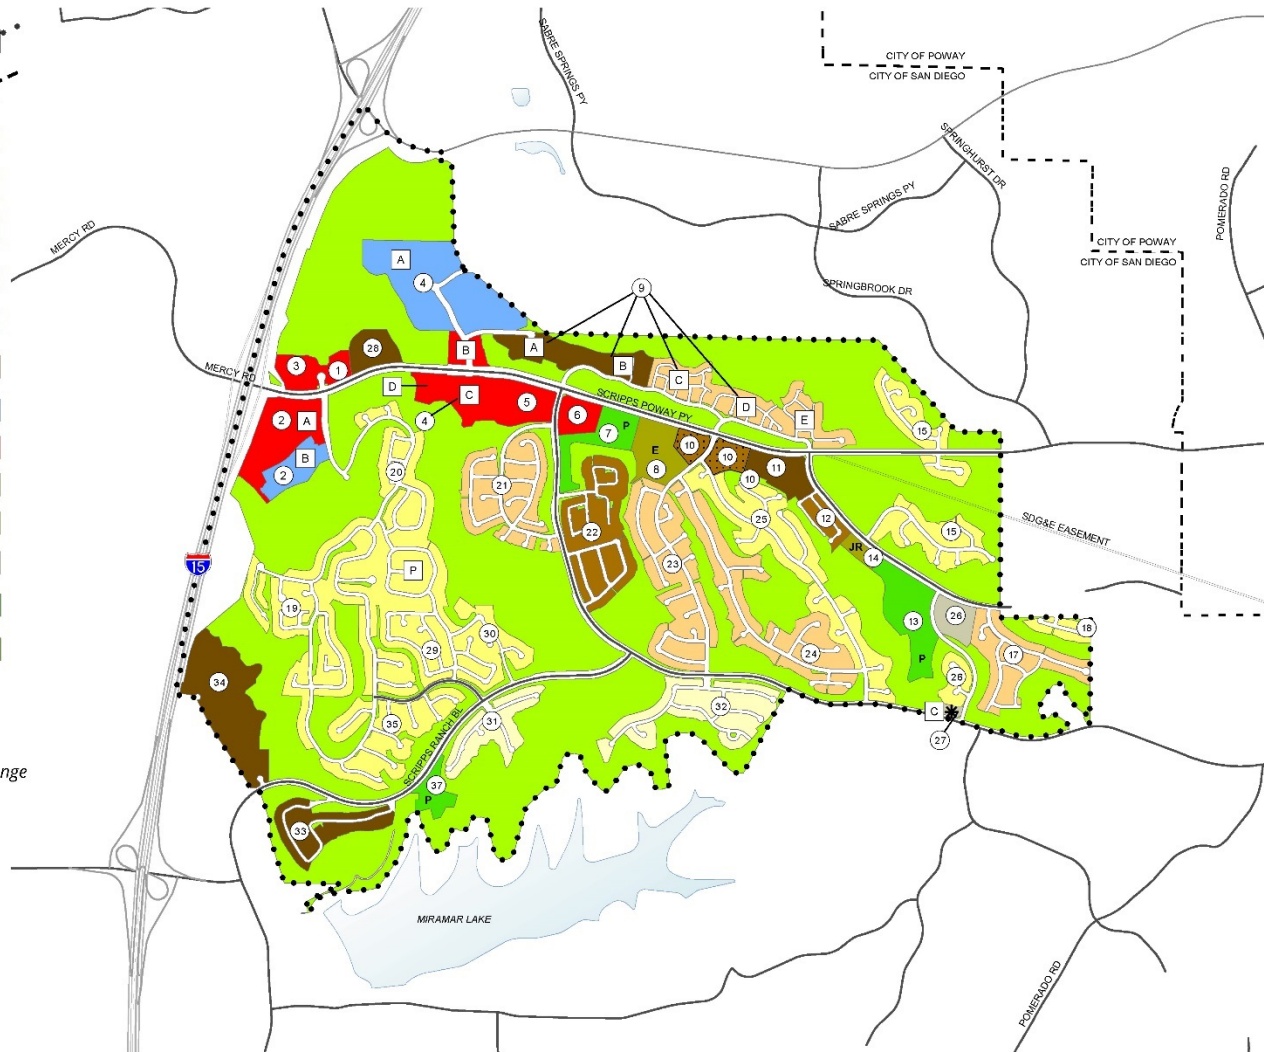 SABRE SPRINGS PY
CITY OF POWAY
CITY OF SAN DIEGO
SPRINGHURST DR
POMERADO RD
SABRE SPRINGS PY
MERCY RD
CITY OF POWAY
CITY OF SAN DIEGO
A
4
9
SPRINGBROOK DR
28
B
A
3
1
B
MERCY RD
D
C
C
SCRIPPS POWAY PY
D
5
6
2
A
4
P
E
7
15
10
E
10
B
2
20
8
11
10
21
25
12
22
15
SDG&E EASEMENT
JR
14
15
P
23
19
13
26
18
30
29
24
17
P
34
28
32
C
35
31
27
SCRIPPS RANCH BL
nge
37
P
33
MIRAMAR LAKE
POMERADO RD